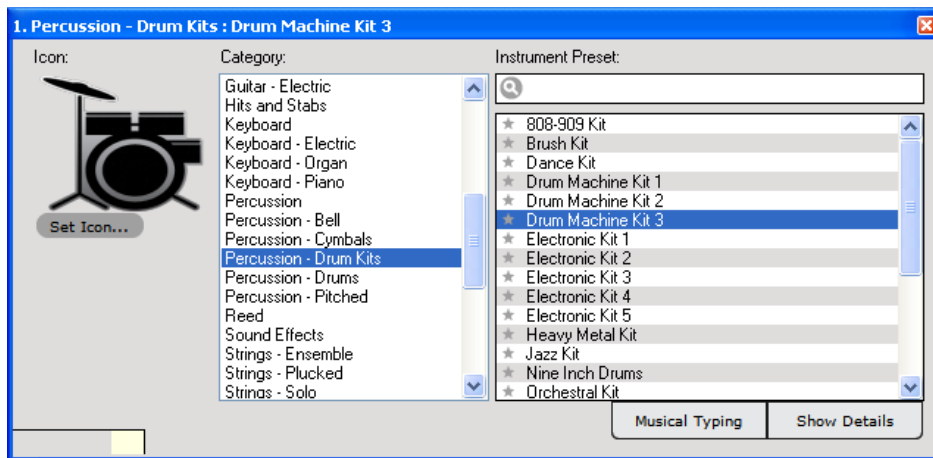 1. Percussion - Drum Kits : Drum Machine Kit 3
Icon:
Set Icon...
Category:
Guitar - Electric
Hits and Stabs
Keyboard
Keyboard - Electric
Keyboard - Organ
Keyboard - Piano
Percussion
Percussion - Bell
Percussion - Cymbals
Percussion - Drum Kits
Percussion - Drums
Percussion - Pitched
Reed
Sound Effects
Strings - Ensemble
Strings - Plucked
Strings - Solo
Instrument Preset:
808-909 Kit
Brush Kit
Dance Kit
Drum Machine Kit 1
Drum Machine Kit 2
Drum Machine Kit 3
Electronic Kit 1
Electronic Kit 2
Electronic Kit 3
Electronic Kit 4
Electronic Kit 5
Heavy Metal Kit
Jazz Kit
Nine Inch Drums
Orchestral Kit
Musical Typing
Show Details